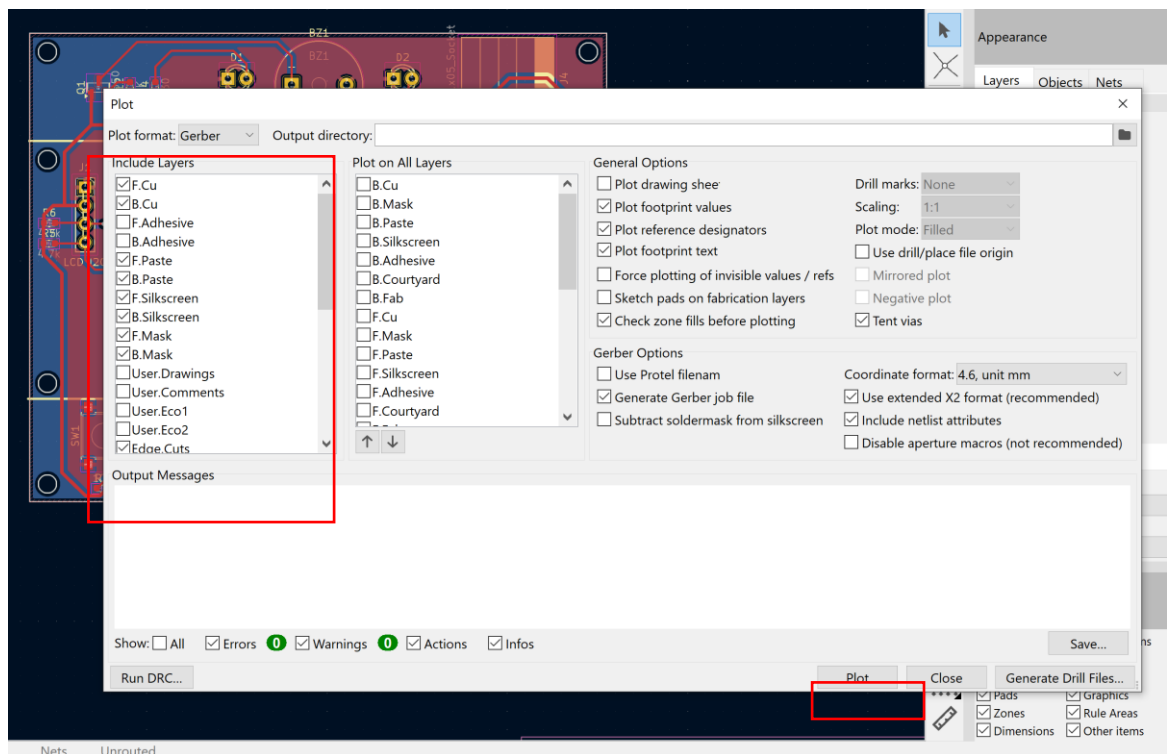 BZ1
Appearance
D1
BZ1
D2
x05_Socket
J4
Q1
Layers Objects Nets
Plot
Plot format: Gerber Output directory:
Include Layers Plot on All Layers General Options
F.Cu B.Cu Plot drawing shee Drill marks: None
B.Cu B.Mask Plot footprint values Scaling: 1:1
F.Adhesive B.Paste Plot reference designators Plot mode: Filled
B.Adhesive B.Silkscreen Plot footprint text Use drill/place file origin
F.Paste B.Adhesive Force plotting of invisible values / refs Mirrored plot
B.Paste B.Courtyard Sketch pads on fabrication layers Negative plot
F.Silkscreen B.Fab Check zone fills before plotting Tent vias
B.Silkscreen F.Cu
F.Mask F.Mask
B.Mask F.Paste Gerber Options
User.Drawings F.Silkscreen Use Protel filenam Coordinate format: 4.6, unit mm
User.Comments F.Adhesive Generate Gerber job file Use extended X2 format (recommended)
User.Eco1 F.Courtyard Subtract soldermask from silkscreen Include netlist attributes
User.Eco2
Edge.Cuts Disable aperture macros (not recommended)
SW1
Output Messages
Show: All Errors 0 Warnings 0 Actions Infos Save...
Run DRC... Plot Close Generate Drill Files...
Pads Graphics
Zones Rule Areas
Dimensions Other items
Nets Unrouted